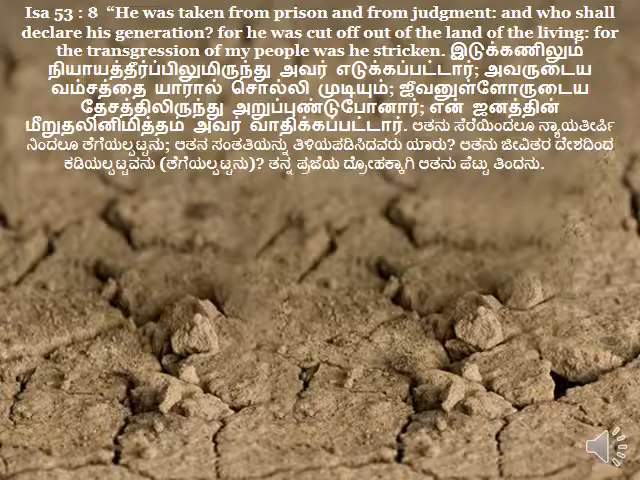 Isa 53 : 8  “He was taken from prison and from judgment: and who shall
declare his generation? for he was cut off out of the land of the living: for
the transgression of my people was he stricken. இடுக்கணிலும்
நியாயத்தீர்ப்பிலுமிருந்து அவர் எடுக்கப்பட்டார்; அவருடைய
வம்சத்தை யாரால் சொல்லி முடியும்; ஜீவனுள்ளோருடைய
தேசத்திலிருந்து அறுப்புண்டுபோனார்; என் ஜனத்தின்
மீறுதலினிமித்தம் அவர் வாதிக்கப்பட்டார். ಆತನು ಸೆರೆಯಿಂದಲೂ ನ್ಯಾಯತೀರ್ಪಿ
ನಿಂದಲೂ ತೆಗೆಯಲ್ಪಟ್ಟನು; ಆತನ ಸಂತತಿಯನ್ನು ತಿಳಿಯಪಡಿಸಿದವರು ಯಾರು? ಆತನು ಜೀವಿತರ ದೇಶದಿಂದ
ಕಡಿಯಲ್ಪಟ್ಟವನು (ತೆಗೆಯಲ್ಪಟ್ಟನು)? ತನ್ನ ಪ್ರಜೆಯ ದ್ರೋಹಕ್ಕಾಗಿ ಆತನು ಪೆಟ್ಟು ತಿಂದನು.